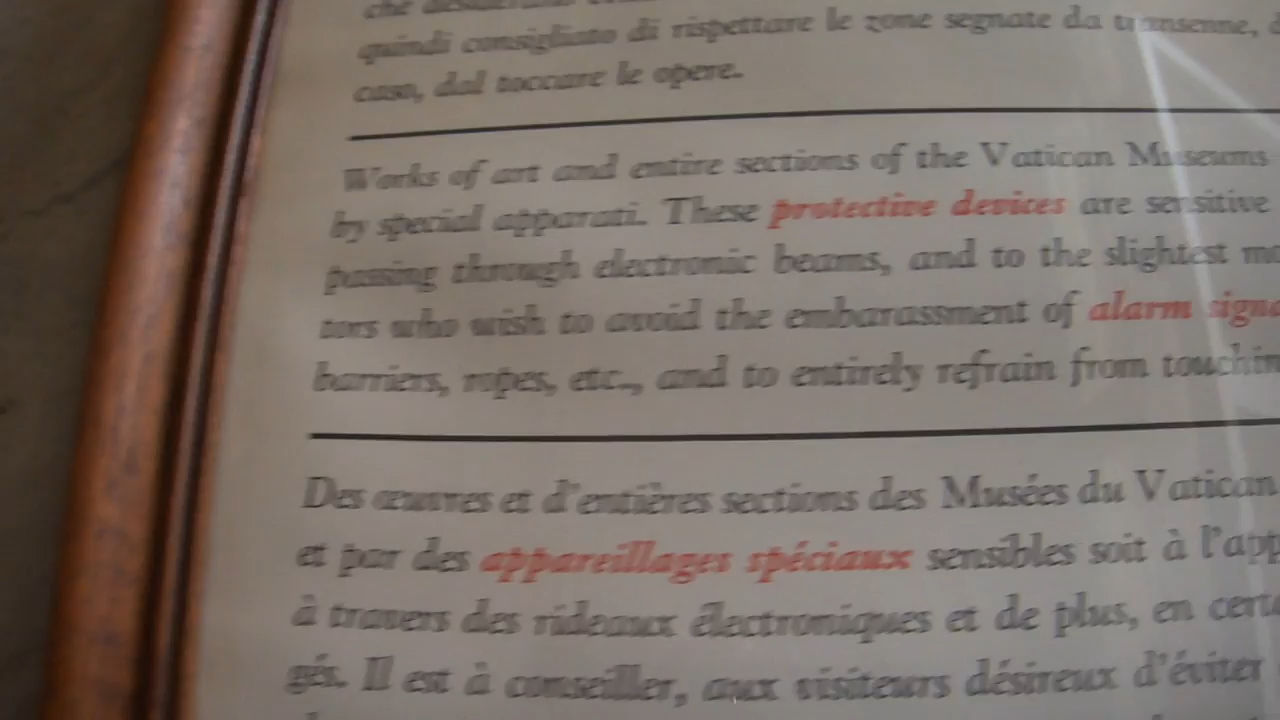 quindi consigliato di rispettare le zone segnate da transenne,
caso, dal toccare le opere.
Works of art and entire sections of the Vatican Museums
by special apparati. These protective devices are sensitive
passing through electronic beams, and to the slightest
tors who wish to avoid the embarassment of alarm
barriers, ropes, etc., and to entirely refrain from
Des œuvres et d'entières sections des Musées du Vatican
et par des appareillages spéciaux sensibles soit à
à travers des rideaux électroniques et de plus, en
gés. Il est à conseiller, aux visiteurs désireux d'éviter